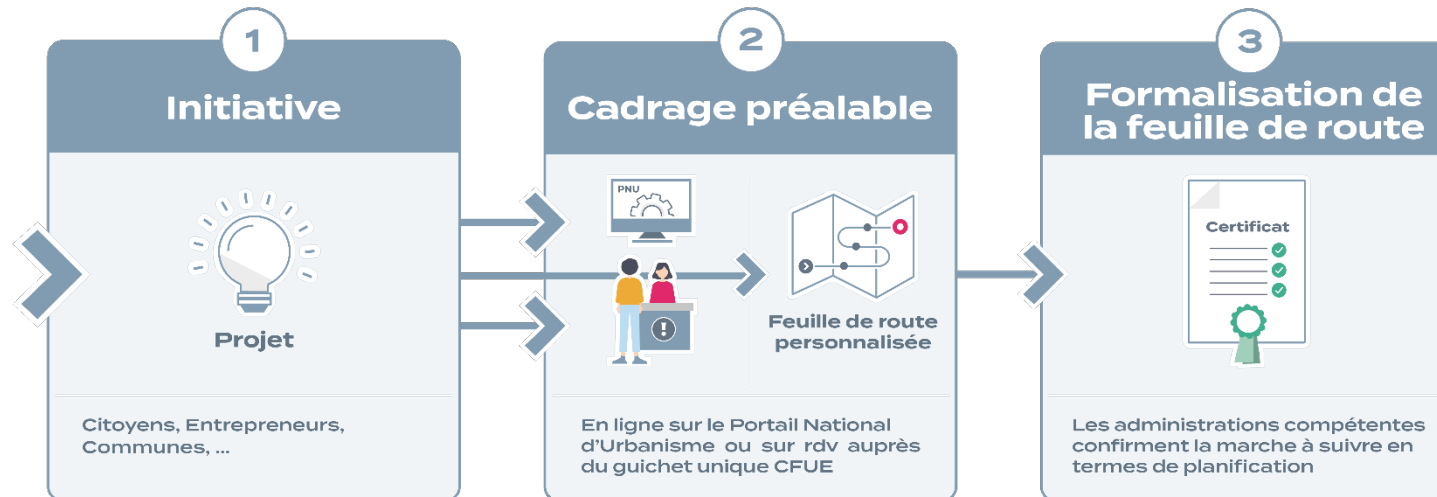 1
Initiative
Projet
Citoyens, Entrepreneurs,
Communes, ...
2
Cadrage préalable
PNU
Feuille de route
personnalisée
En ligne sur le Portail National
d'Urbanisme ou sur rdv auprès
du guichet unique CFUE
3
Formalisation de
la feuille de route
Certificat
Les administrations compétentes
confirment la marche à suivre en
termes de planification